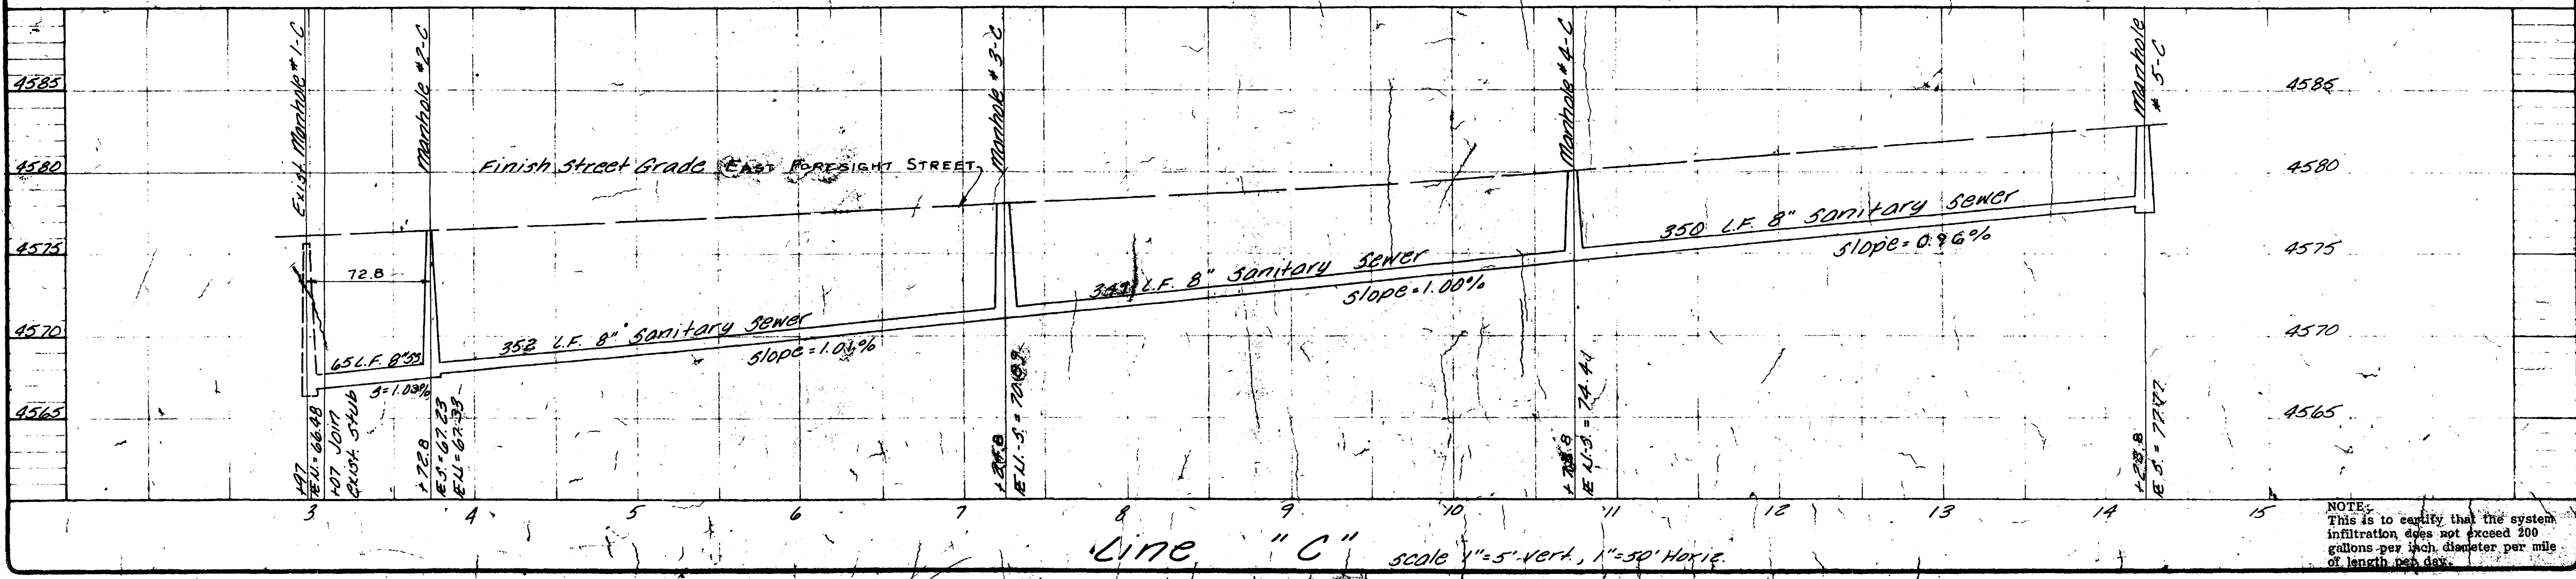 Exist Manhole #1-C
Manhole #2-C
Manhole #3-C
Manhole #4-C
Manhole
#5-C
4585
4580
4575
4570
4565
4585
4580
4575
4570
4565
Finish Street Grade EAST FORESIGHT STREET
72.8
65 L.F. 8" SS
S=1.03%
352 L.F. 8" Sanitary Sewer
Slope=1.01%
L.F. 8" Sanitary Sewer
Slope=1.00%
350 L.F. 8" Sanitary Sewer
Slope=0.96%
+97
IE N.=66.48
+07 Join
Exist Stub
+72.8
IE S.=67.23
IE N=67.33
IE N.-S.=
IE N-S.=74.44
+23.8
IE S.=
3 4 5 6 7 8 9 10 11 12 13 14 15
Line "C" Scale 1"=5' Vert., 1"=50' Horiz.
NOTE:
This is to certify that the system
infiltration does not exceed 200
gallons per inch diameter per mile
of length per day.